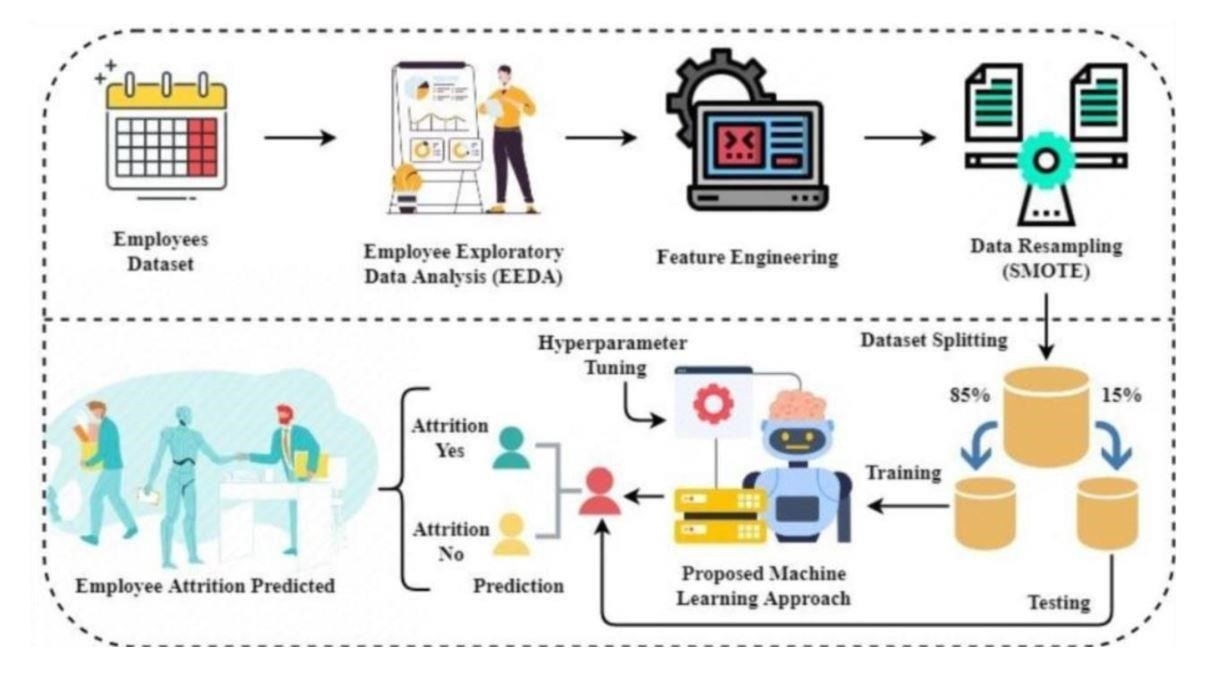 Employees
Dataset
Employee Exploratory
Data Analysis (EEDA)
Feature Engineering
Data Resampling
(SMOTE)
Hyperparameter
Tuning
Dataset Splitting
85%
15%
Training
Attrition
Yes
Attrition
No
Prediction
Employee Attrition Predicted
Proposed Machine
Learning Approach
Testing